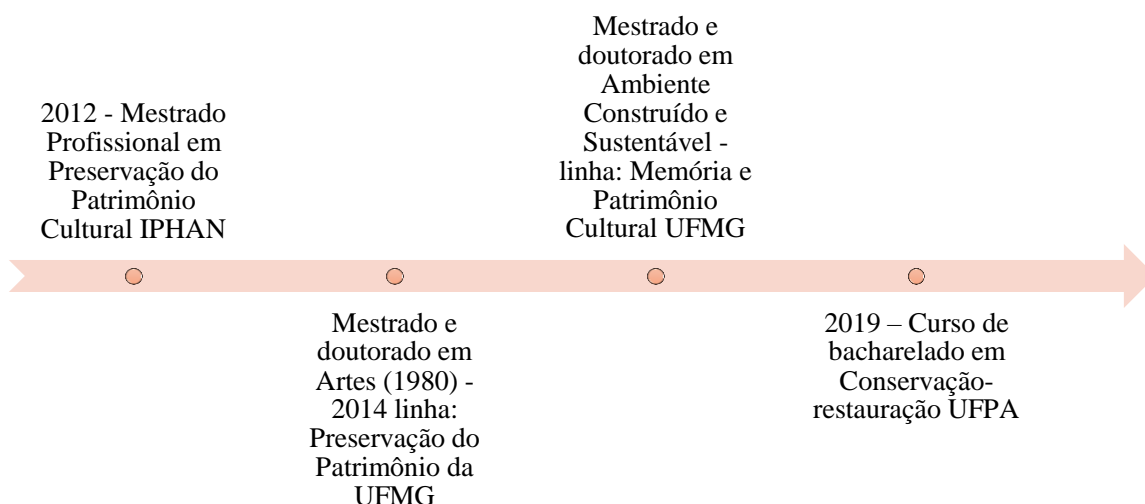 2012 - Mestrado
Profissional em
Preservação do
Patrimônio
Cultural IPHAN
Mestrado e
doutorado em
Artes (1980) -
2014 linha:
Preservação do
Patrimônio da
UFMG
Mestrado e
doutorado em
Ambiente
Construído e
Sustentável -
linha: Memória e
Patrimônio
Cultural UFMG
2019 – Curso de
bacharelado em
Conservação-
restauração UFPA